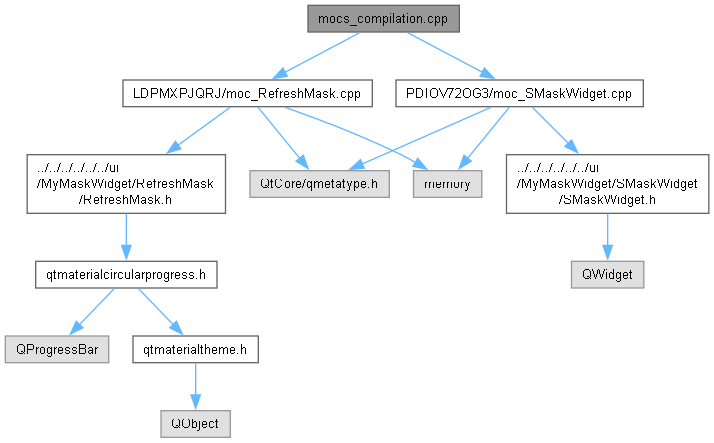 mocs_compilation.cpp
LDPMXPJQRJ/moc_RefreshMask.cpp
PDIOV72OG3/moc_SMaskWidget.cpp
../../../../../../ui
/MyMaskWidget/RefreshMask
/RefreshMask.h
QtCore/qmetatype.h
memory
../../../../../../ui
/MyMaskWidget/SMaskWidget
/SMaskWidget.h
qtmaterialcircularprogress.h
QWidget
QProgressBar
qtmaterialtheme.h
QObject